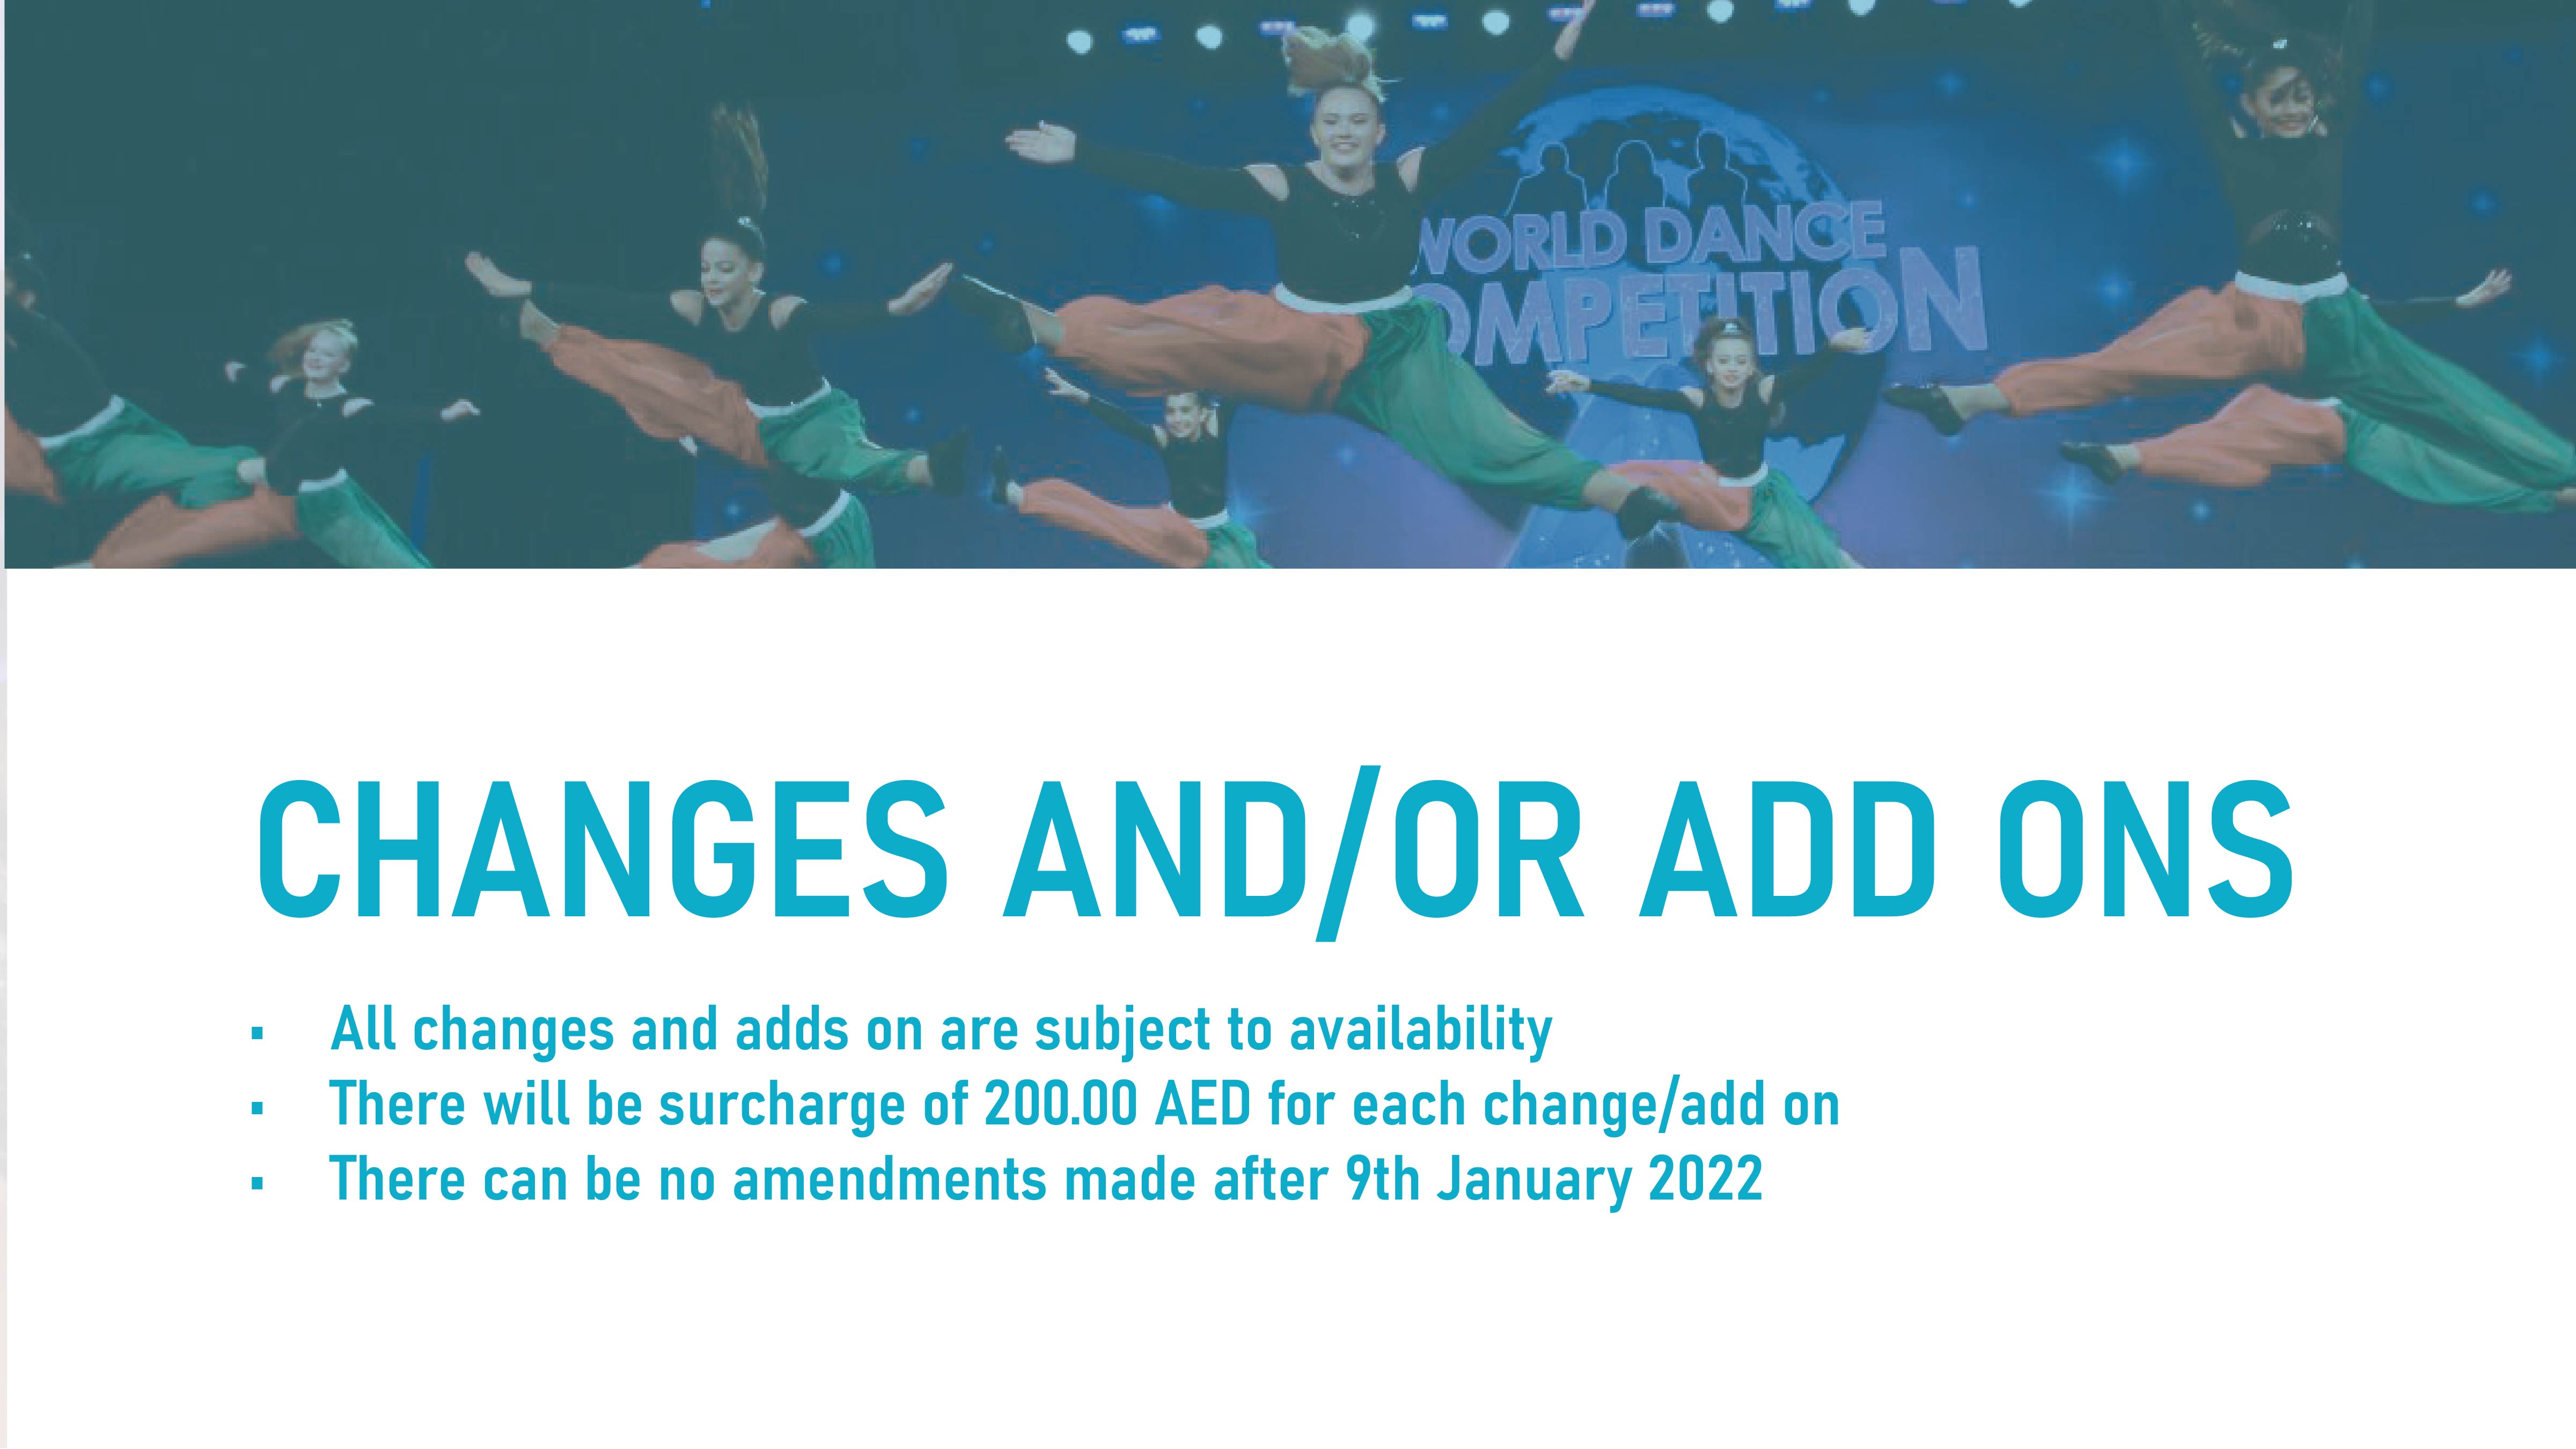 WORLD DANCE
COMPETITION
CHANGES AND/OR ADD ONS
▪ All changes and adds on are subject to availability
▪ There will be surcharge of 200.00 AED for each change/add on
▪ There can be no amendments made after 9th January 2022